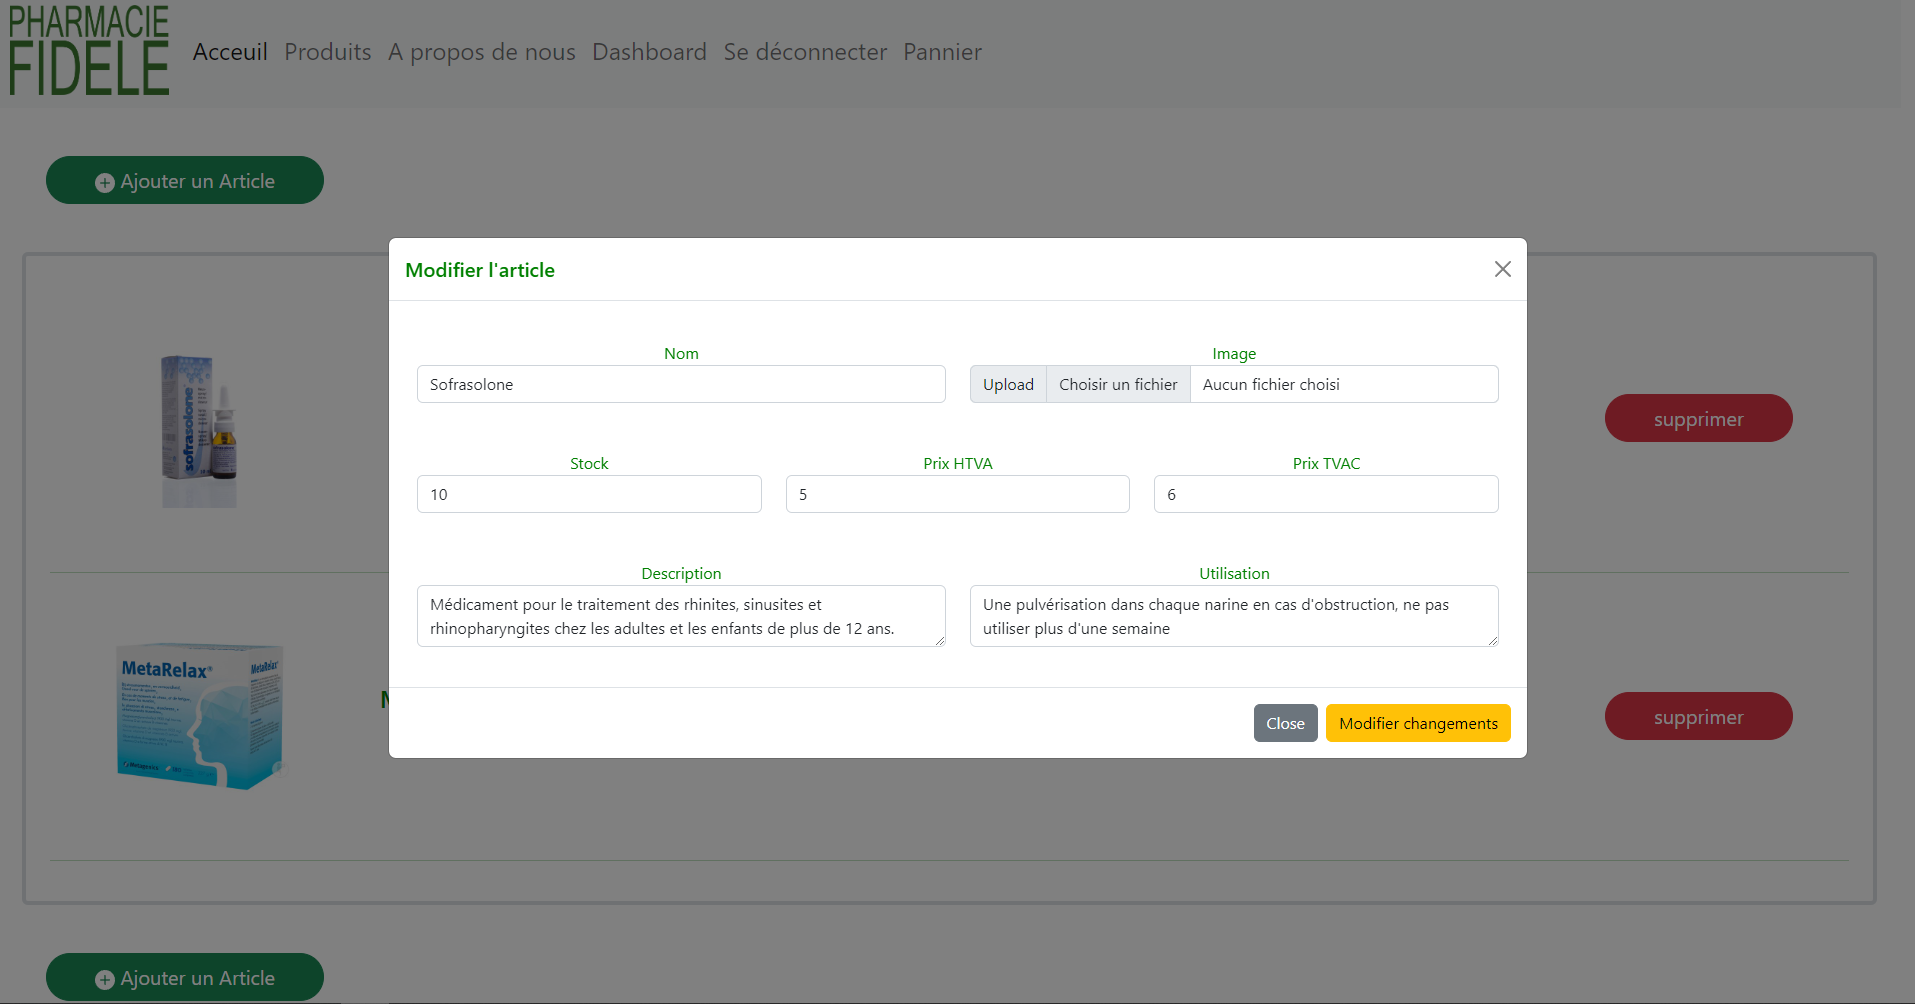 PHARMACIE
FIDELE
Acceuil Produits A propos de nous Dashboard Se déconnecter Pannier
Ajouter un Article
Modifier l'article
Nom
Image
Sofrasolone
Upload Choisir un fichier Aucun fichier choisi
Stock
Prix HTVA
Prix TVAC
10
5
6
Description
Utilisation
Médicament pour le traitement des rhinites, sinusites et
rhinopharyngites chez les adultes et les enfants de plus de 12 ans.
Une pulvérisation dans chaque narine en cas d'obstruction, ne pas
utiliser plus d'une semaine
Close
Modifier changements
sofrasolone
supprimer
MetaRelax
MetaRelax
supprimer
Ajouter un Article